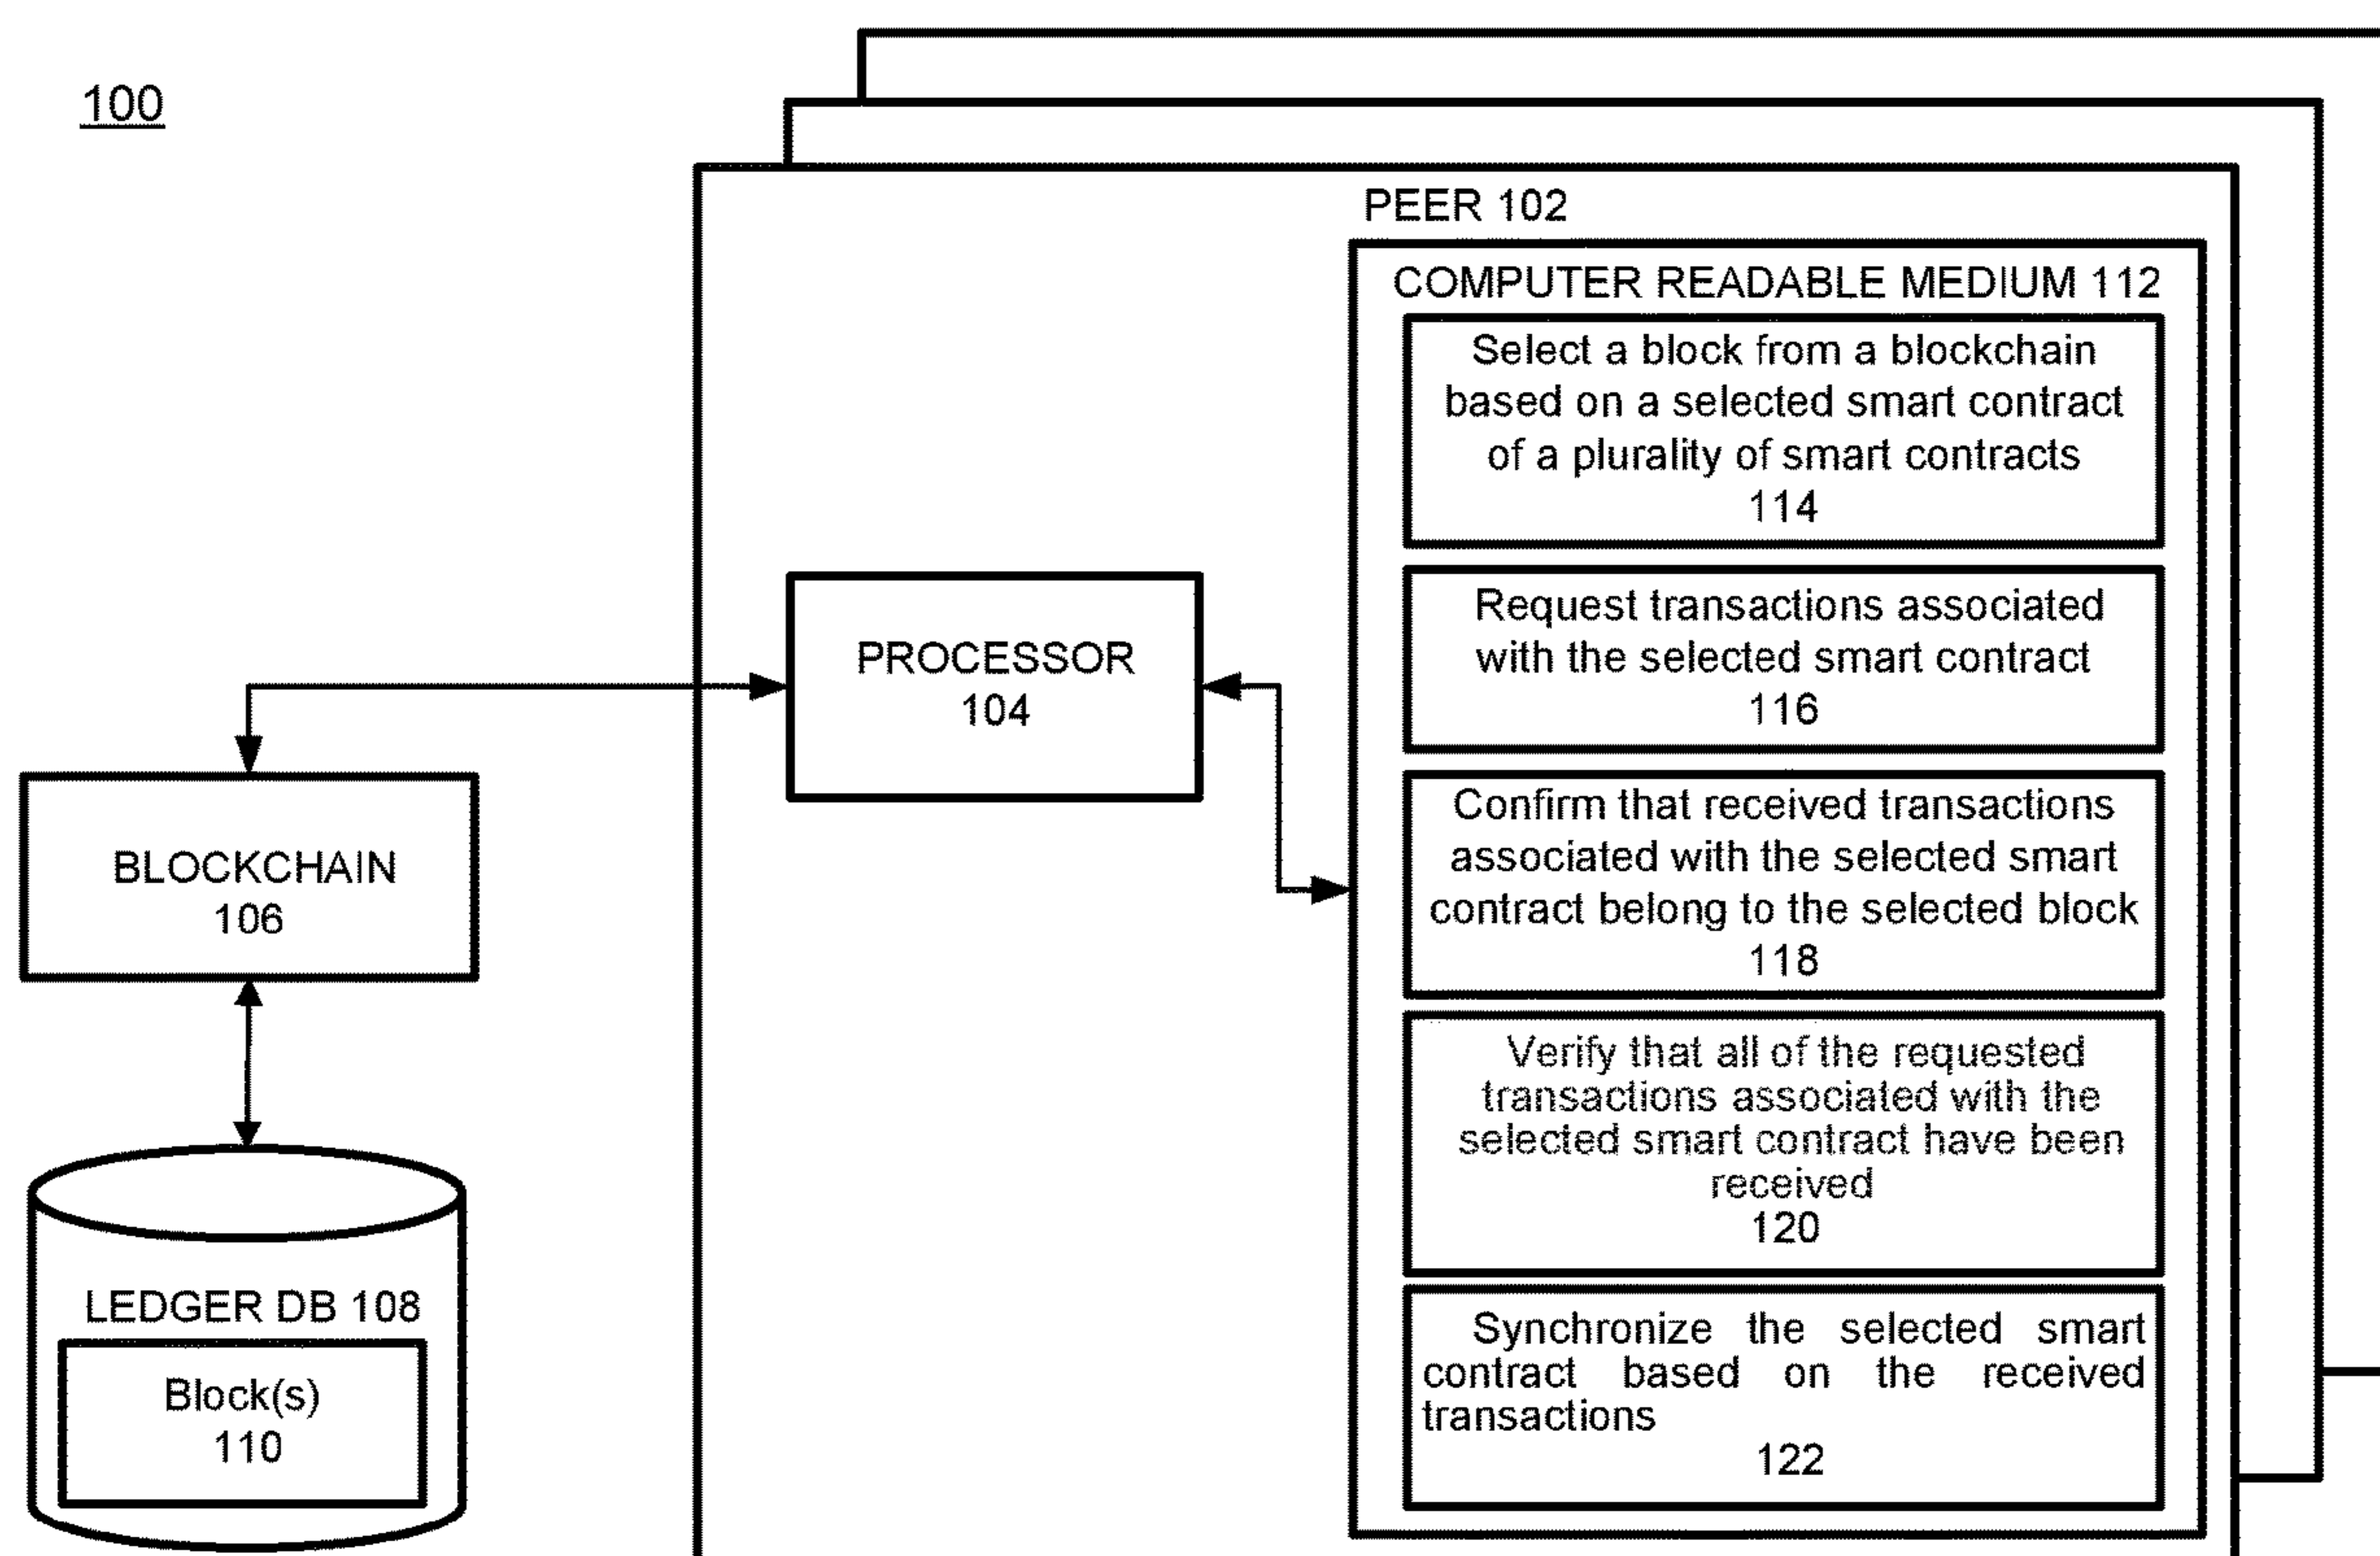 100
PEER 102
COMPUTER READABLE MEDIUM 112
Select a block from a blockchain
based on a selected smart contract
of a plurality of smart contracts
114
Request transactions associated
with the selected smart contract
116
Confirm that received transactions
associated with the selected smart
contract belong to the selected block
118
Verify that all of the requested
transactions associated with the
selected smart contract have been
received
120
Synchronize the selected smart
contract based on the received
transactions
122
PROCESSOR
104
BLOCKCHAIN
106
LEDGER DB 108
Block(s)
110